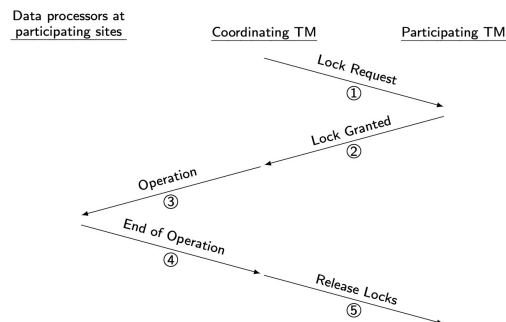 Data processors at
participating sites
Coordinating TM
Participating TM
Lock Request
①
Lock Granted
②
Operation
③
End of Operation
④
Release Locks
⑤